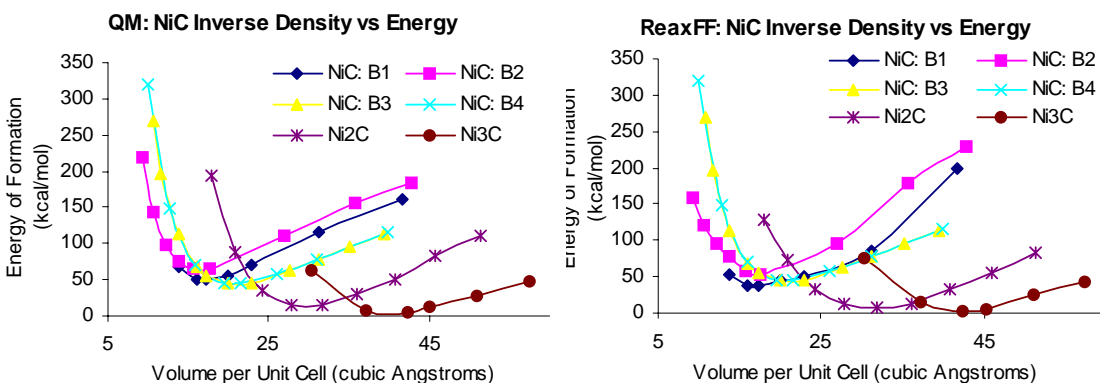 QM: NiC Inverse Density vs Energy
Energy of Formation
(kcal/mol)
350
300
250
200
150
100
50
0
NiC: B1
NiC: B2
NiC: B3
NiC: B4
Ni2C
Ni3C
5
25
45
Volume per Unit Cell (cubic Angstroms)
ReaxFF: NiC Inverse Density vs Energy
Energy of Formation
(kcal/mol)
350
300
250
200
150
100
50
0
NiC: B1
NiC: B2
NiC: B3
NiC: B4
Ni2C
Ni3C
5
25
45
Volume per Unit Cell (cubic Angstroms)